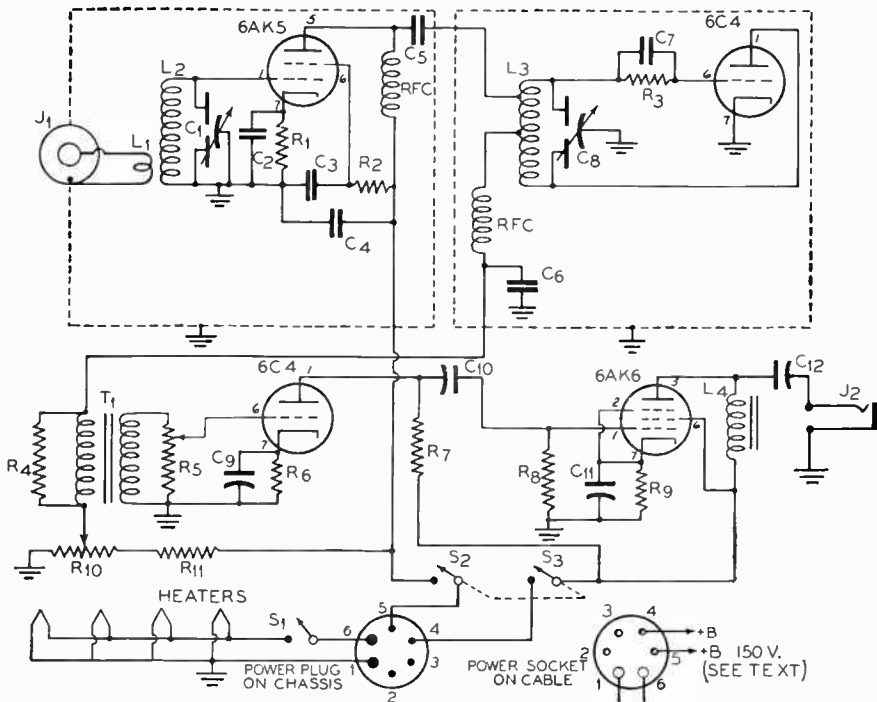 6AK5
6C4
5
C5
1
C7
L2
1
6
RFC
L3
6
R3
J1
L1
C1
7
R1
7
C8
C2
C3
R2
C4
RFC
C6
6C4
C10
6AK6
C12
T1
1
3
L4
J2
6
2
R4
R5
C9
7
R6
R7
1
6
R8
C11
7
R9
R10
R11
S2
S3
HEATERS
S1
5
6
4
1
3
2
POWER PLUG
ON CHASSIS
POWER SOCKET
ON CABLE
3
4
+B
2
5
+B 150 V.
(SEE TEXT)
1
6